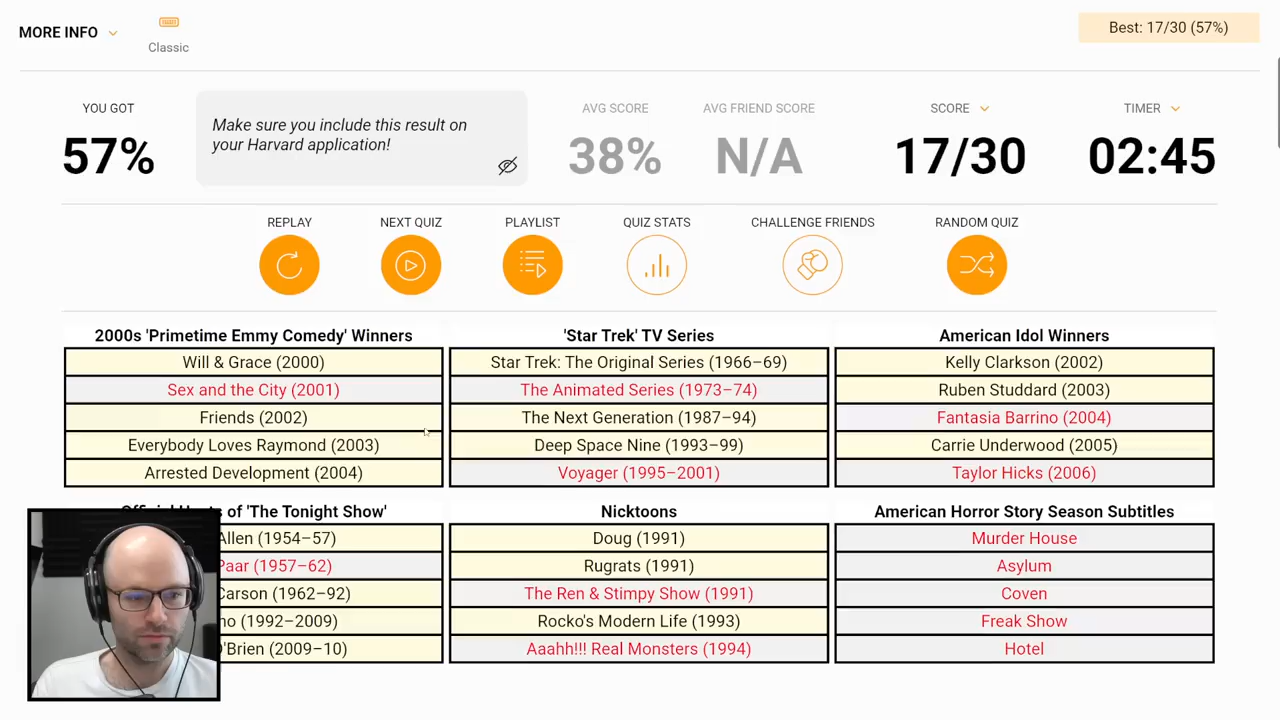 MORE INFO
Classic
Best: 17/30 (57%)
YOU GOT
57%
Make sure you include this result on
your Harvard application!
AVG SCORE
38%
AVG FRIEND SCORE
N/A
SCORE
17/30
TIMER
02:45
REPLAY
NEXT QUIZ
PLAYLIST
QUIZ STATS
CHALLENGE FRIENDS
RANDOM QUIZ
2000s 'Primetime Emmy Comedy' Winners
Will & Grace (2000)
Sex and the City (2001)
Friends (2002)
Everybody Loves Raymond (2003)
Arrested Development (2004)
'Star Trek' TV Series
Star Trek: The Original Series (1966–69)
The Animated Series (1973–74)
The Next Generation (1987–94)
Deep Space Nine (1993–99)
Voyager (1995–2001)
American Idol Winners
Kelly Clarkson (2002)
Ruben Studdard (2003)
Fantasia Barrino (2004)
Carrie Underwood (2005)
Taylor Hicks (2006)
of 'The Tonight Show'
Allen (1954–57)
Paar (1957–62)
Carson (1962–92)
(1992–2009)
O'Brien (2009–10)
Nicktoons
Doug (1991)
Rugrats (1991)
The Ren & Stimpy Show (1991)
Rocko's Modern Life (1993)
Aaahh!!! Real Monsters (1994)
American Horror Story Season Subtitles
Murder House
Asylum
Coven
Freak Show
Hotel